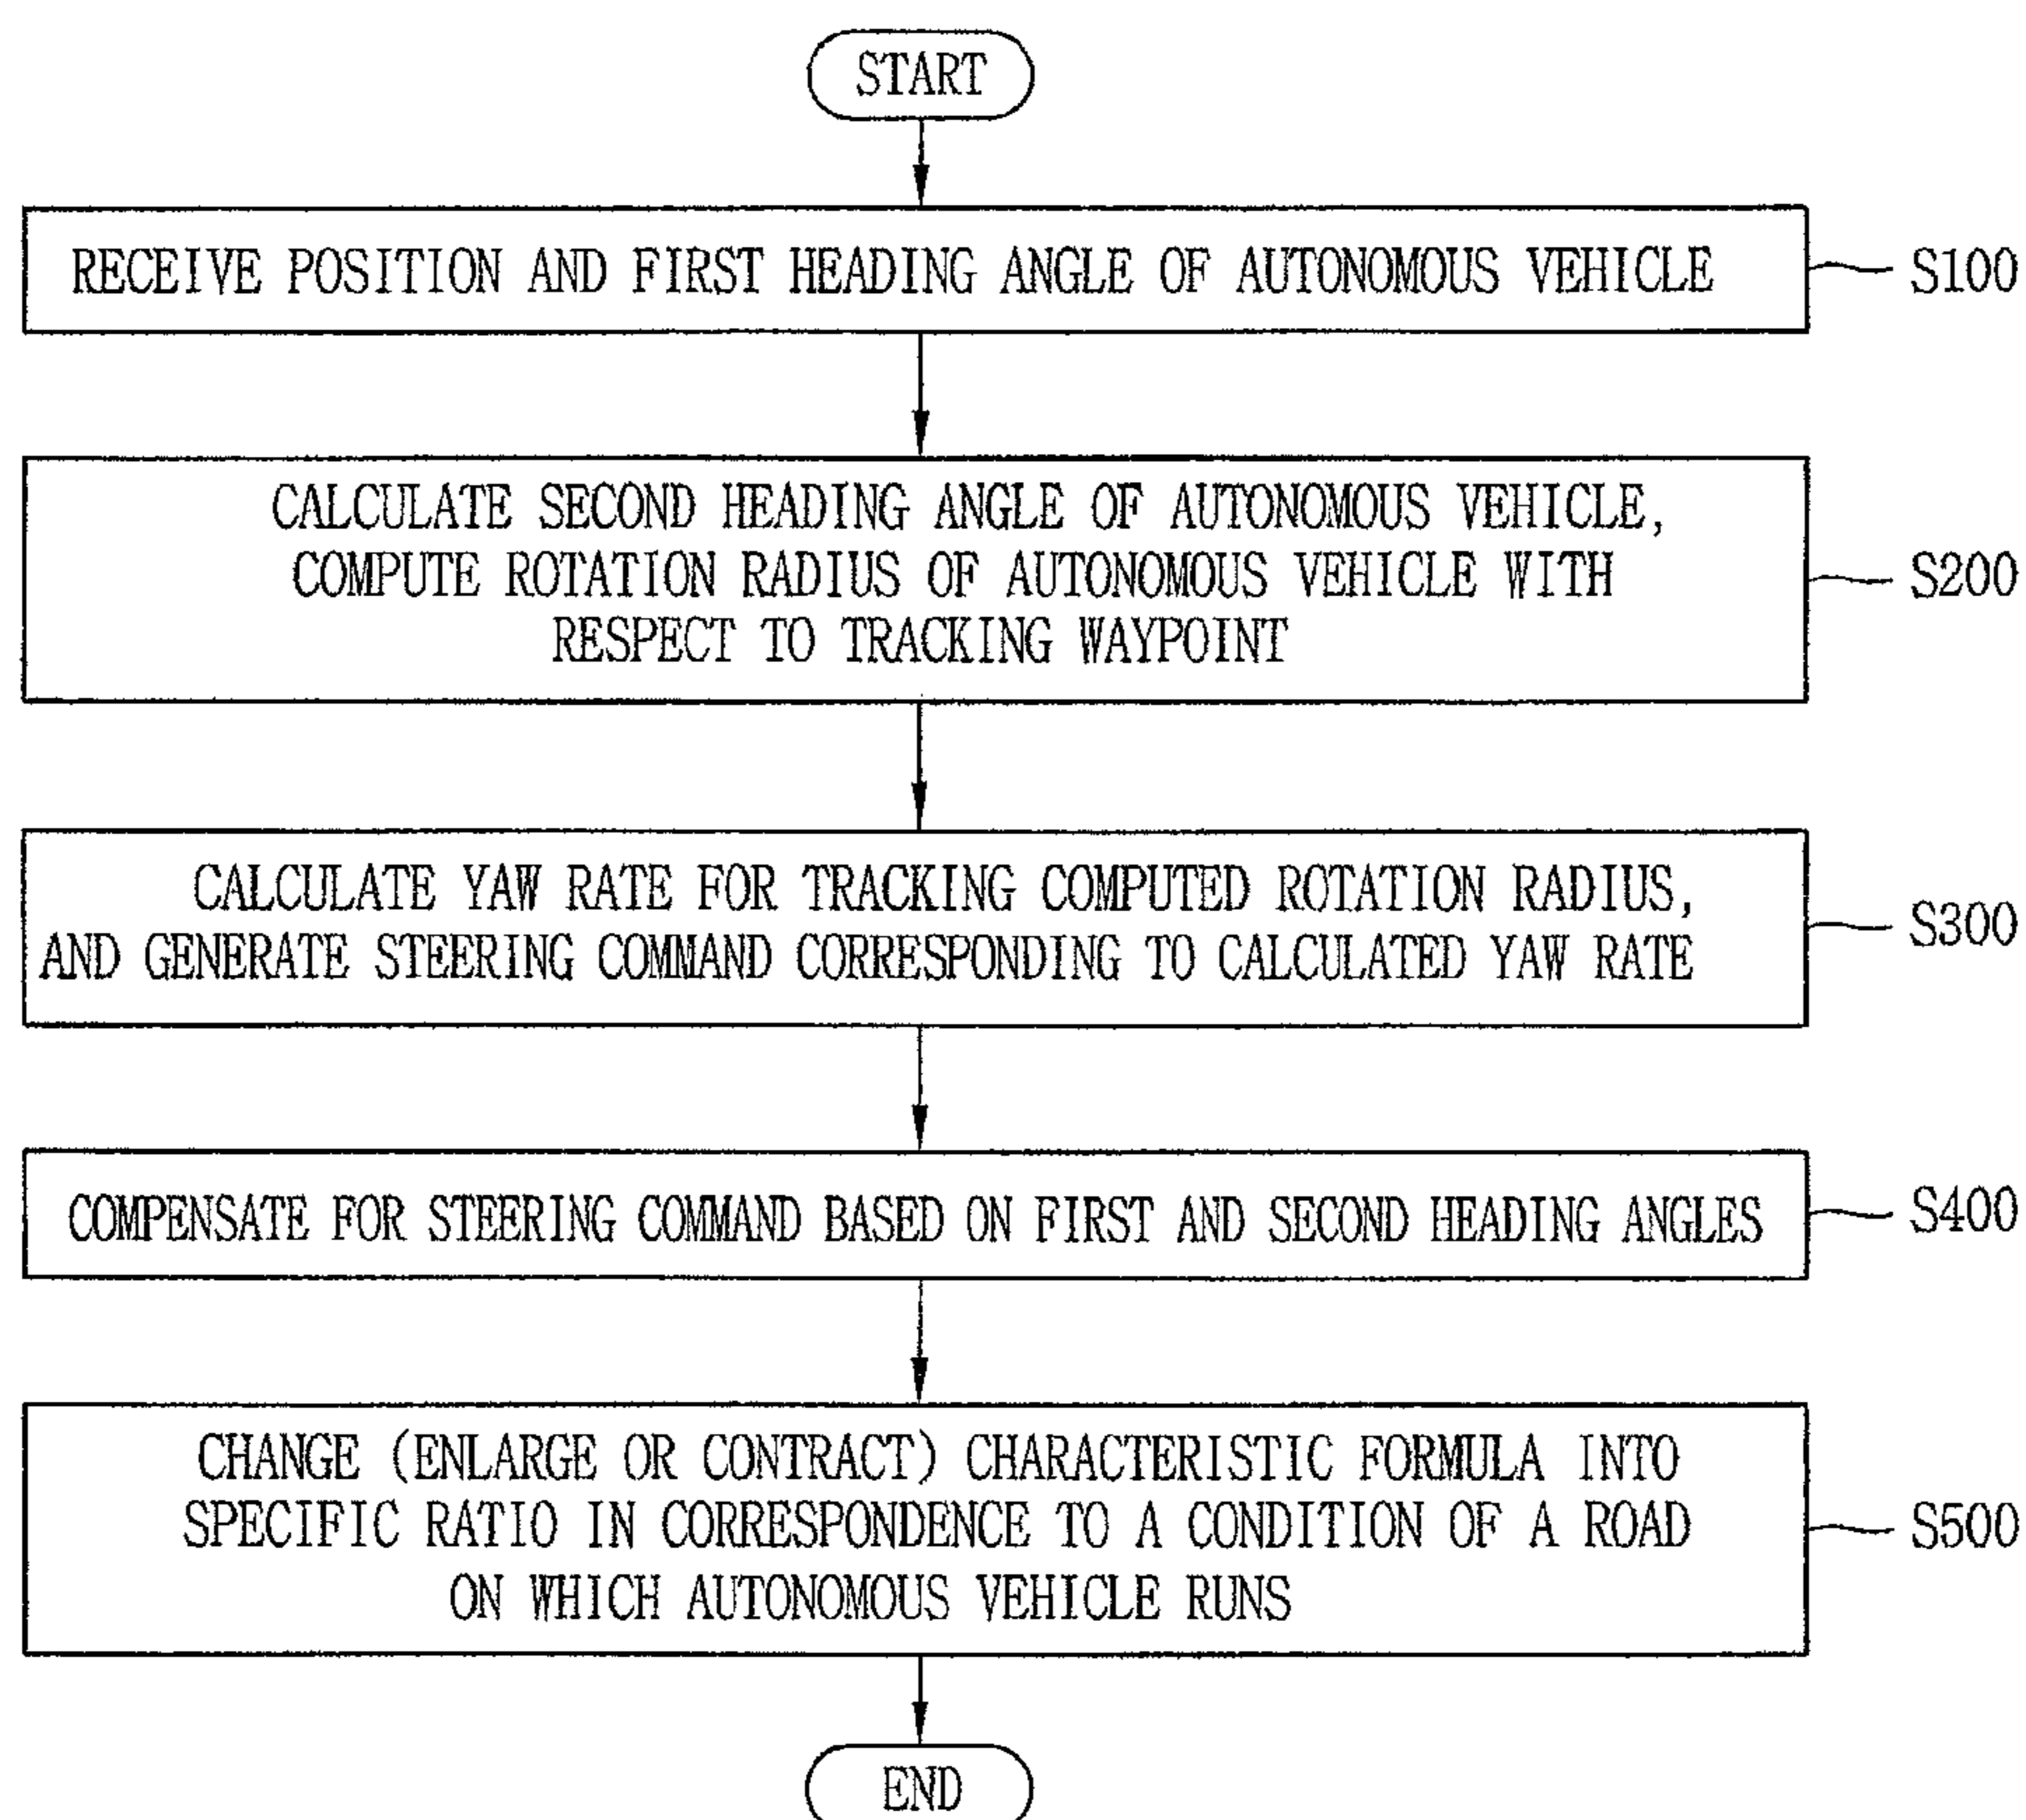 START
RECEIVE POSITION AND FIRST HEADING ANGLE OF AUTONOMOUS VEHICLE
S100
CALCULATE SECOND HEADING ANGLE OF AUTONOMOUS VEHICLE,
COMPUTE ROTATION RADIUS OF AUTONOMOUS VEHICLE WITH
RESPECT TO TRACKING WAYPOINT
S200
CALCULATE YAW RATE FOR TRACKING COMPUTED ROTATION RADIUS,
AND GENERATE STEERING COMMAND CORRESPONDING TO CALCULATED YAW RATE
S300
COMPENSATE FOR STEERING COMMAND BASED ON FIRST AND SECOND HEADING ANGLES
S400
CHANGE (ENLARGE OR CONTRACT) CHARACTERISTIC FORMULA INTO
SPECIFIC RATIO IN CORRESPONDENCE TO A CONDITION OF A ROAD
ON WHICH AUTONOMOUS VEHICLE RUNS
S500
END